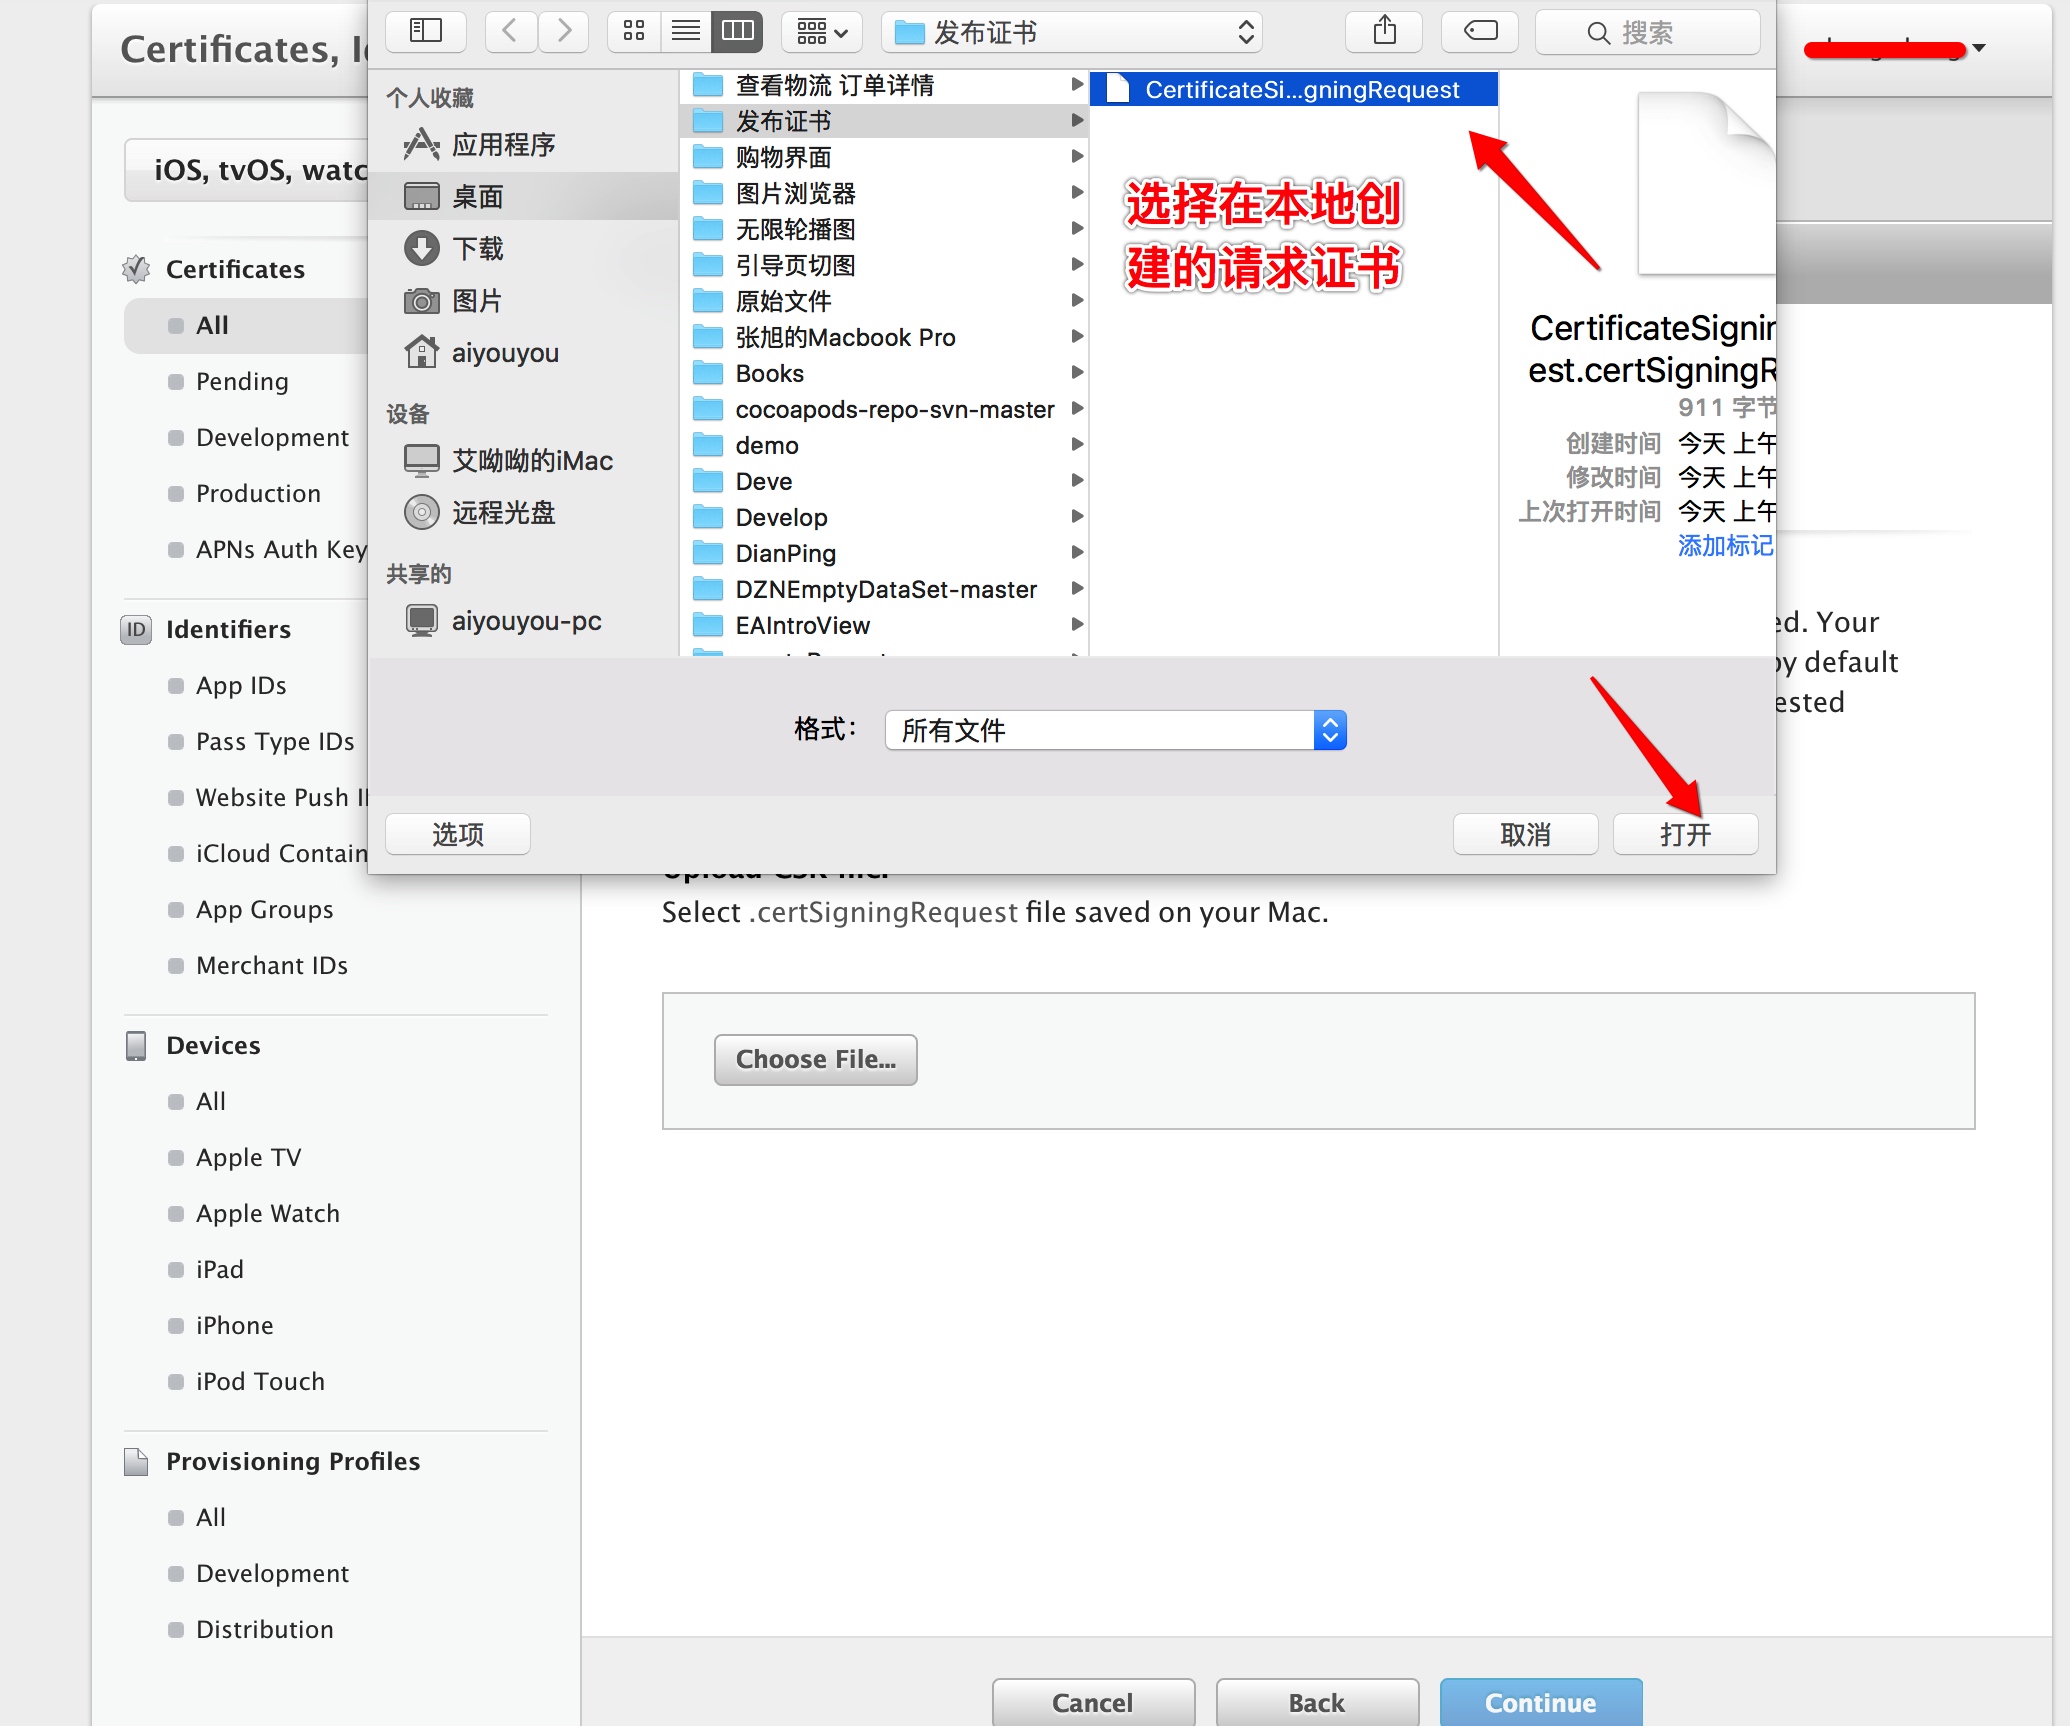 Certificates, I
发布证书
搜索
iOS, tvOS, watc
Certificates
All
Pending
Development
Production
APNs Auth Key
ID
Identifiers
App IDs
Pass Type IDs
Website Push I
iCloud Contain
App Groups
Merchant IDs
Devices
All
Apple TV
Apple Watch
iPad
iPhone
iPod Touch
Provisioning Profiles
All
Development
Distribution
个人收藏
应用程序
桌面
下载
图片
aiyouyou
设备
艾呦呦的iMac
远程光盘
共享的
aiyouyou-pc
查看物流 订单详情
发布证书
购物界面
图片浏览器
无限轮播图
引导页切图
原始文件
张旭的Macbook Pro
Books
cocoapods-repo-svn-master
demo
Deve
Develop
DianPing
DZNEmptyDataSet-master
EAIntroView
CertificateSi...gningRequest
选择在本地创
建的请求证书
CertificateSignin
est.certSigningR
911 字节
创建时间 今天 上午
修改时间 今天 上午
上次打开时间 今天 上午
添加标记
格式：
所有文件
选项
取消
打开
ed. Your
by default
ested
Upload CSR file.
Select .certSigningRequest file saved on your Mac.
Choose File...
Cancel
Back
Continue